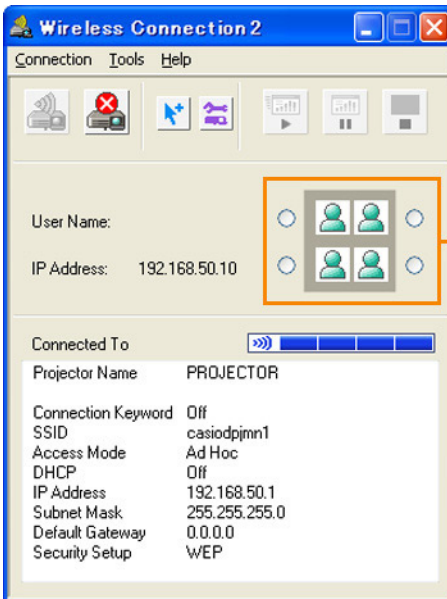 Wireless Connection 2
Connection Tools Help
User Name:
IP Address: 192.168.50.10
Connected To
Projector Name PROJECTOR
Connection Keyword Off
SSID casiodpjmn1
Access Mode Ad Hoc
DHCP Off
IP Address 192.168.50.1
Subnet Mask 255.255.255.0
Default Gateway 0.0.0.0
Security Setup WEP